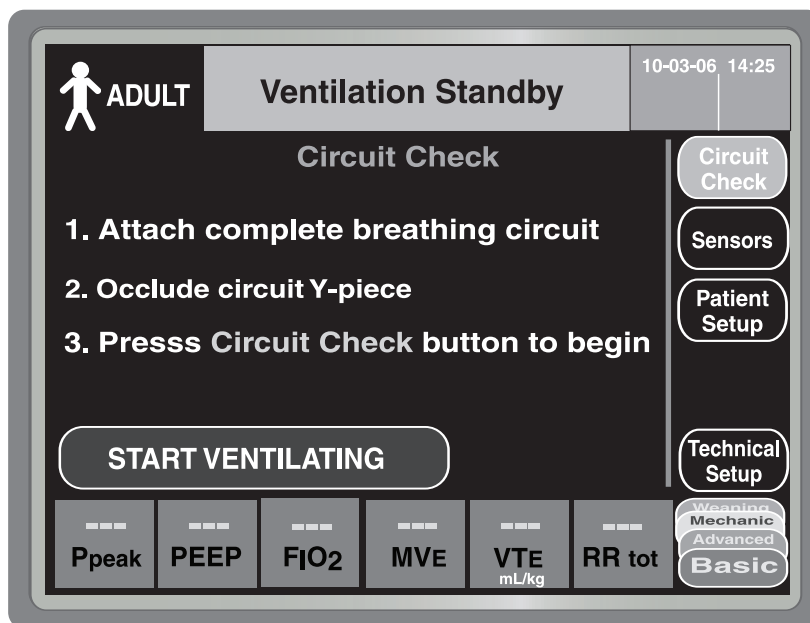 ADULT
Ventilation Standby
10-03-06 14:25
Circuit Check
1. Attach complete breathing circuit
2. Occlude circuit Y-piece
3. Presss Circuit Check button to begin
START VENTILATING
Circuit
Check
Sensors
Patient
Setup
Technical
Setup
Weaning
Mechanic
Advanced
Basic
---
Ppeak
---
PEEP
---
FIO2
---
MVE
---
VTE
mL/kg
---
RR tot